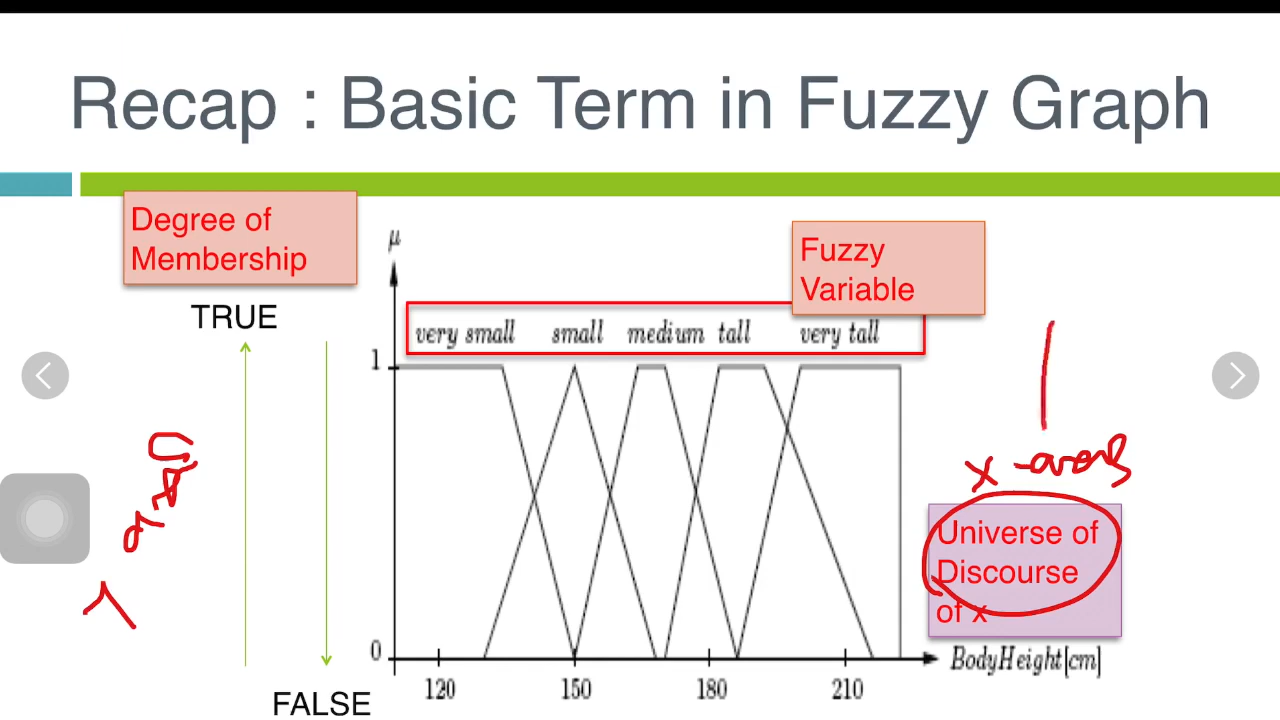 Recap : Basic Term in Fuzzy Graph
Degree of
Membership
TRUE
FALSE
μ
Fuzzy
Variable
very small small medium tall very tall
1
0
120 150 180 210
BodyHeight[cm]
x-axis
Universe of
Discourse
of x